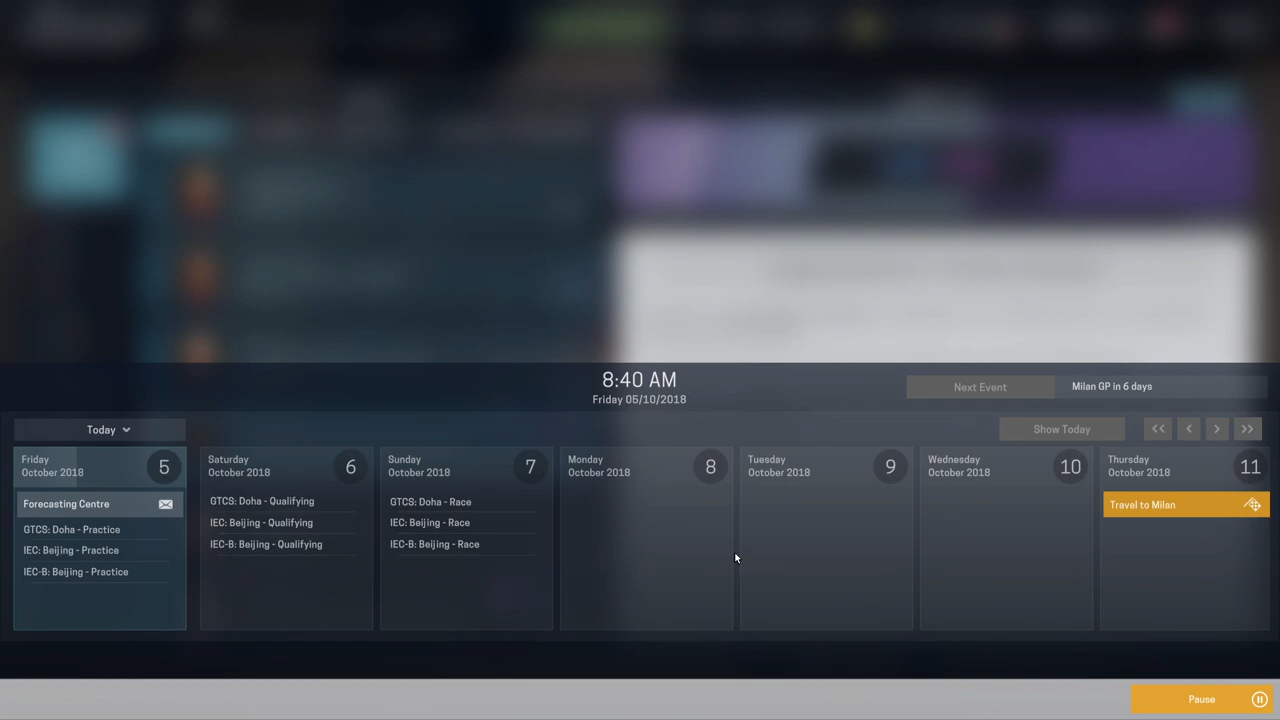 8:40 AM
Friday 05/10/2018
Next Event
Milan GP in 6 days
Today
Show Today
<<
<
>
>>
Friday
October 2018
5
Forecasting Centre
GTCS: Doha - Practice
IEC: Beijing - Practice
IEC-B: Beijing - Practice
Saturday
October 2018
6
GTCS: Doha - Qualifying
IEC: Beijing - Qualifying
IEC-B: Beijing - Qualifying
Sunday
October 2018
7
GTCS: Doha - Race
IEC: Beijing - Race
IEC-B: Beijing - Race
Monday
October 2018
8
Tuesday
October 2018
9
Wednesday
October 2018
10
Thursday
October 2018
11
Travel to Milan
Pause